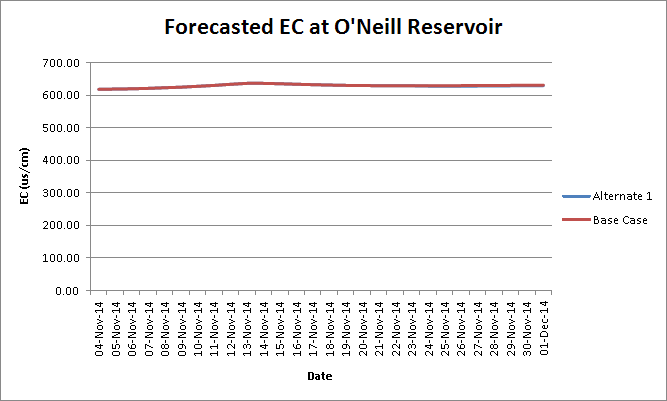 Forecasted EC at O'Neill Reservoir
700.00
600.00
500.00
400.00
300.00
200.00
100.00
0.00
EC (us/cm)
04-Nov-14
05-Nov-14
06-Nov-14
07-Nov-14
08-Nov-14
09-Nov-14
10-Nov-14
11-Nov-14
12-Nov-14
13-Nov-14
14-Nov-14
15-Nov-14
16-Nov-14
17-Nov-14
18-Nov-14
19-Nov-14
20-Nov-14
21-Nov-14
22-Nov-14
23-Nov-14
24-Nov-14
25-Nov-14
26-Nov-14
27-Nov-14
28-Nov-14
29-Nov-14
30-Nov-14
01-Dec-14
Date
Alternate 1
Base Case